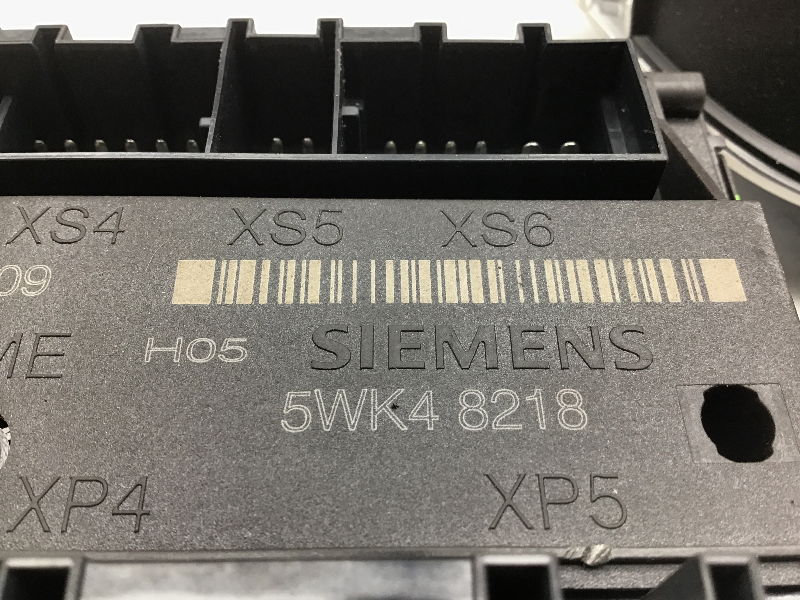 XS4 XS5 XS6
09
ME H05 SIEMENS
5WK4 8218
XP4 XP5